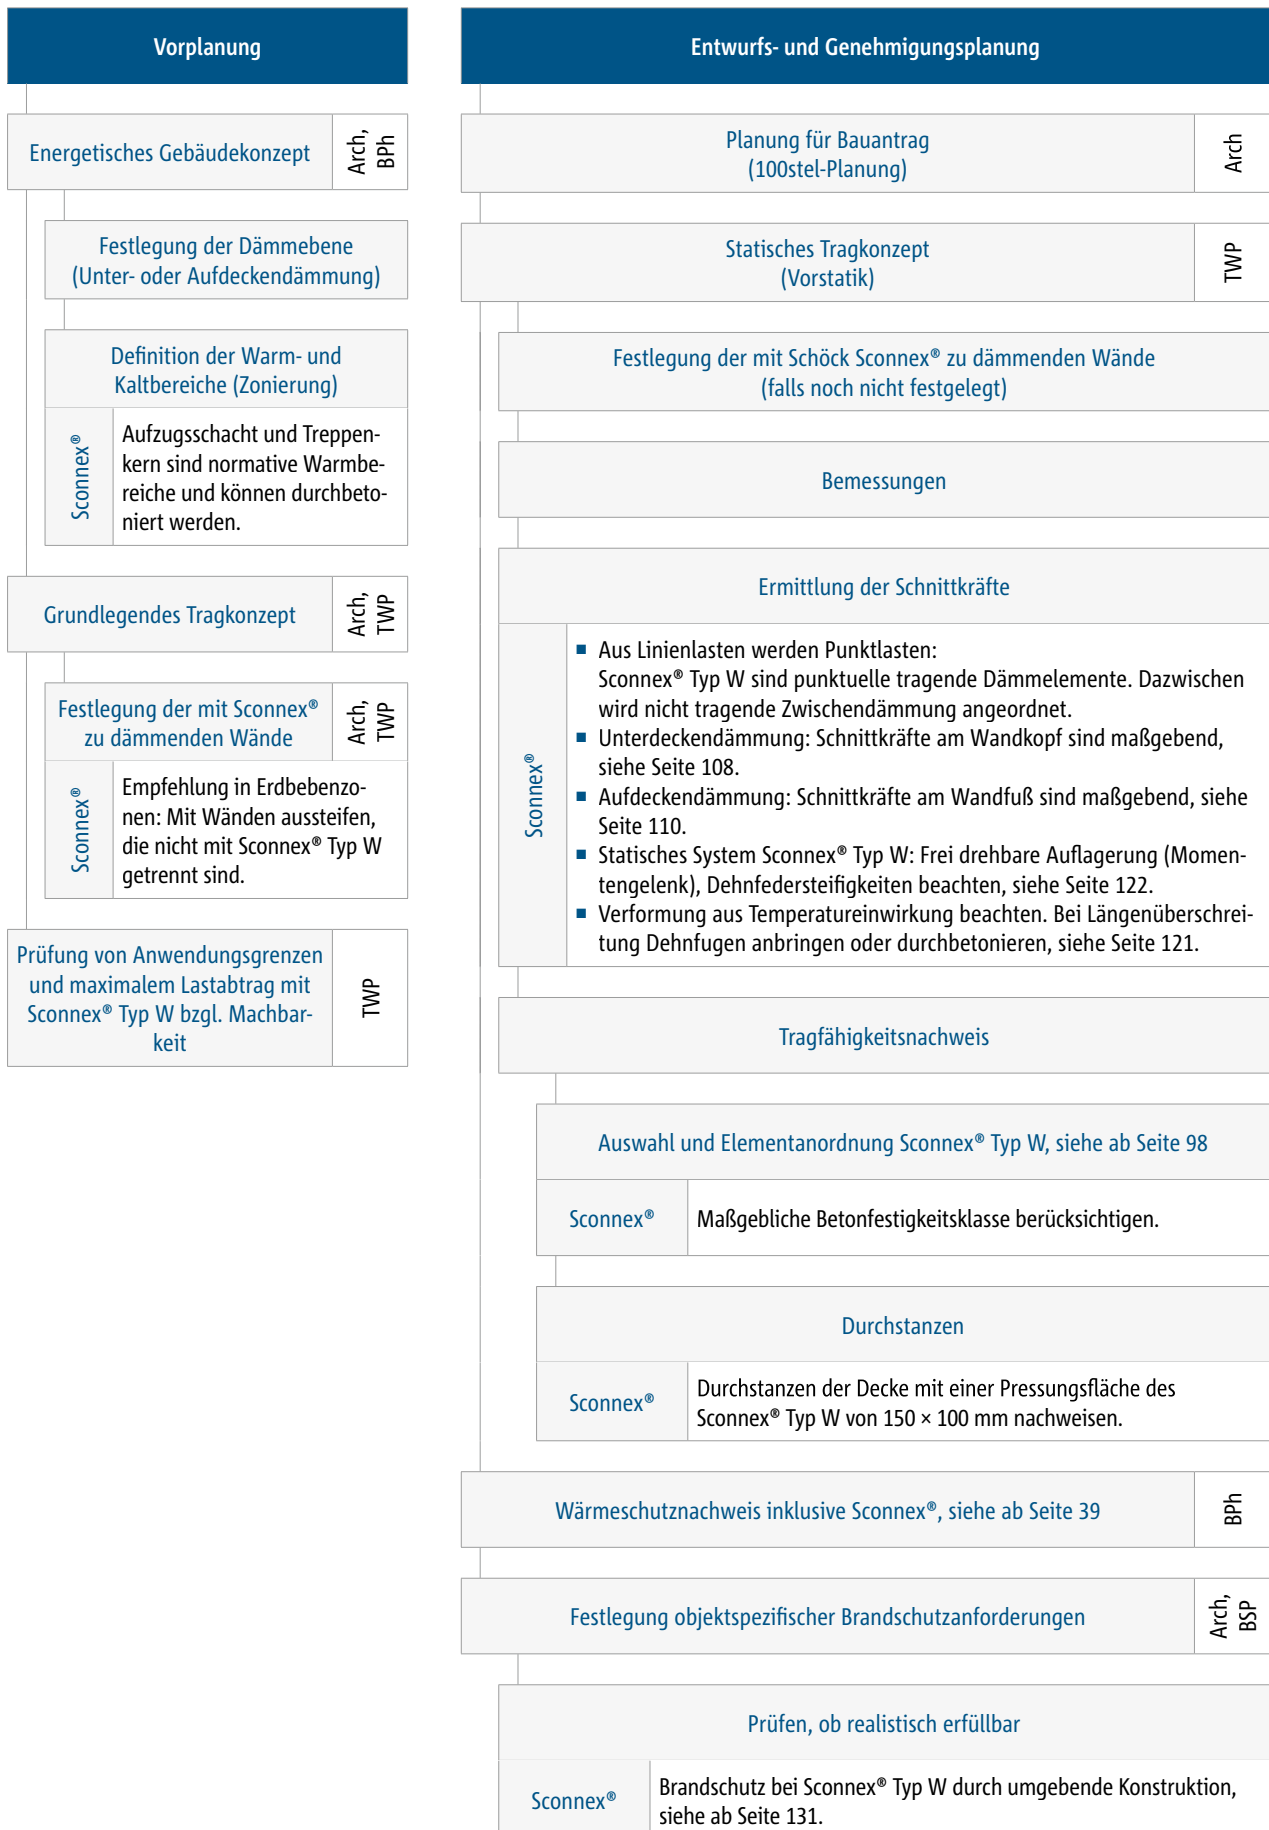 Vorplanung
Energetisches Gebäudekonzept
Arch,
BPh
Festlegung der Dämmebene
(Unter- oder Aufdeckendämmung)
Definition der Warm- und
Kaltbereiche (Zonierung)
Sconnex®
Aufzugsschacht und Treppen-
kern sind normative Warmbe-
reiche und können durchbeto-
niert werden.
Grundlegendes Tragkonzept
Arch,
TWP
Festlegung der mit Sconnex®
zu dämmenden Wände
Arch,
TWP
Sconnex®
Empfehlung in Erdbebenzo-
nen: Mit Wänden aussteifen,
die nicht mit Sconnex® Typ W
getrennt sind.
Prüfung von Anwendungsgrenzen
und maximalem Lastabtrag mit
Sconnex® Typ W bzgl. Machbar-
keit
TWP
Entwurfs- und Genehmigungsplanung
Planung für Bauantrag
(100stel-Planung)
Arch
Statisches Tragkonzept
(Vorstatik)
TWP
Festlegung der mit Schöck Sconnex® zu dämmenden Wände
(falls noch nicht festgelegt)
Bemessungen
Ermittlung der Schnittkräfte
Sconnex®
■ Aus Linienlasten werden Punktlasten:
Sconnex® Typ W sind punktuelle tragende Dämmelemente. Dazwischen
wird nicht tragende Zwischendämmung angeordnet.
■ Unterdeckendämmung: Schnittkräfte am Wandkopf sind maßgebend,
siehe Seite 108.
■ Aufdeckendämmung: Schnittkräfte am Wandfuß sind maßgebend, siehe
Seite 110.
■ Statisches System Sconnex® Typ W: Frei drehbare Auflagerung (Momen-
tengelenk), Dehnfedersteifigkeiten beachten, siehe Seite 122.
■ Verformung aus Temperatureinwirkung beachten. Bei Längenüberschrei-
tung Dehnfugen anbringen oder durchbetonieren, siehe Seite 121.
Tragfähigkeitsnachweis
Auswahl und Elementanordnung Sconnex® Typ W, siehe ab Seite 98
Sconnex®
Maßgebliche Betonfestigkeitsklasse berücksichtigen.
Durchstanzen
Sconnex®
Durchstanzen der Decke mit einer Pressungsfläche des
Sconnex® Typ W von 150 × 100 mm nachweisen.
Wärmeschutznachweis inklusive Sconnex®, siehe ab Seite 39
BPh
Festlegung objektspezifischer Brandschutzanforderungen
Arch,
BSP
Prüfen, ob realistisch erfüllbar
Sconnex®
Brandschutz bei Sconnex® Typ W durch umgebende Konstruktion,
siehe ab Seite 131.